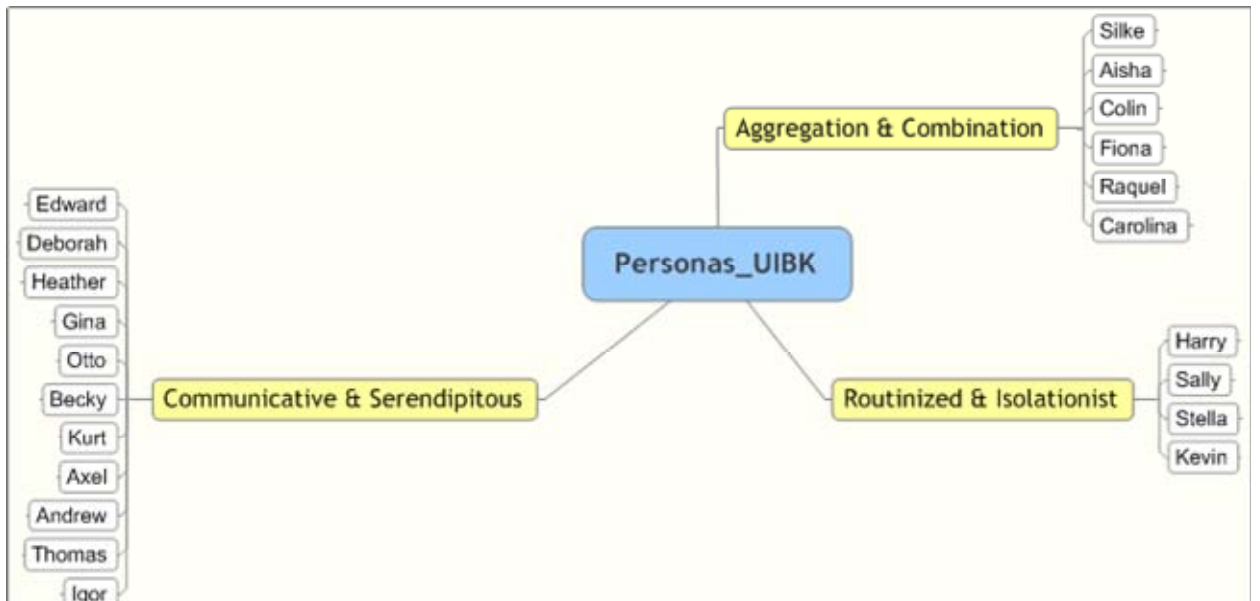 Personas_UIBK
Aggregation & Combination
Silke
Aisha
Colin
Fiona
Raquel
Carolina
Routinized & Isolationist
Harry
Sally
Stella
Kevin
Communicative & Serendipitous
Edward
Deborah
Heather
Gina
Otto
Becky
Kurt
Axel
Andrew
Thomas
Igor